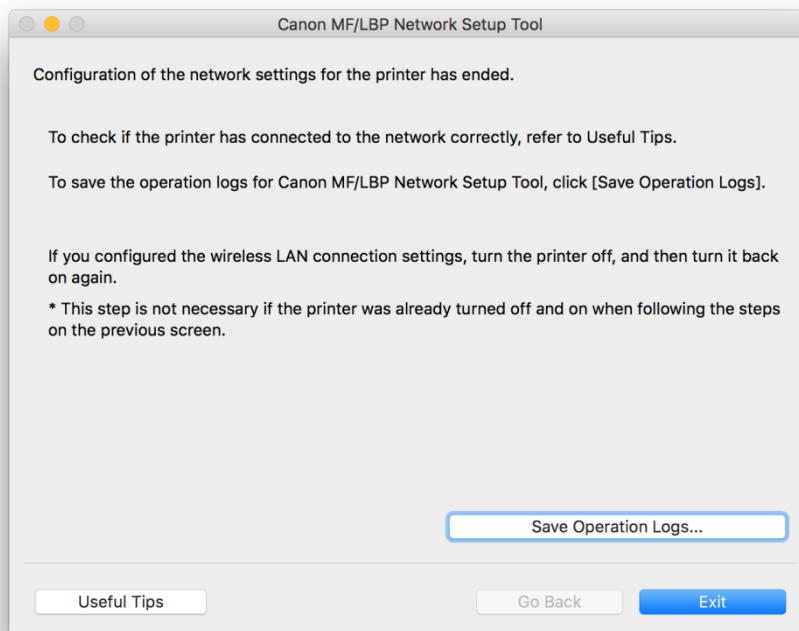 Canon MF/LBP Network Setup Tool
Configuration of the network settings for the printer has ended.
To check if the printer has connected to the network correctly, refer to Useful Tips.
To save the operation logs for Canon MF/LBP Network Setup Tool, click [Save Operation Logs].
If you configured the wireless LAN connection settings, turn the printer off, and then turn it back
on again.
* This step is not necessary if the printer was already turned off and on when following the steps
on the previous screen.
Save Operation Logs...
Useful Tips
Go Back
Exit